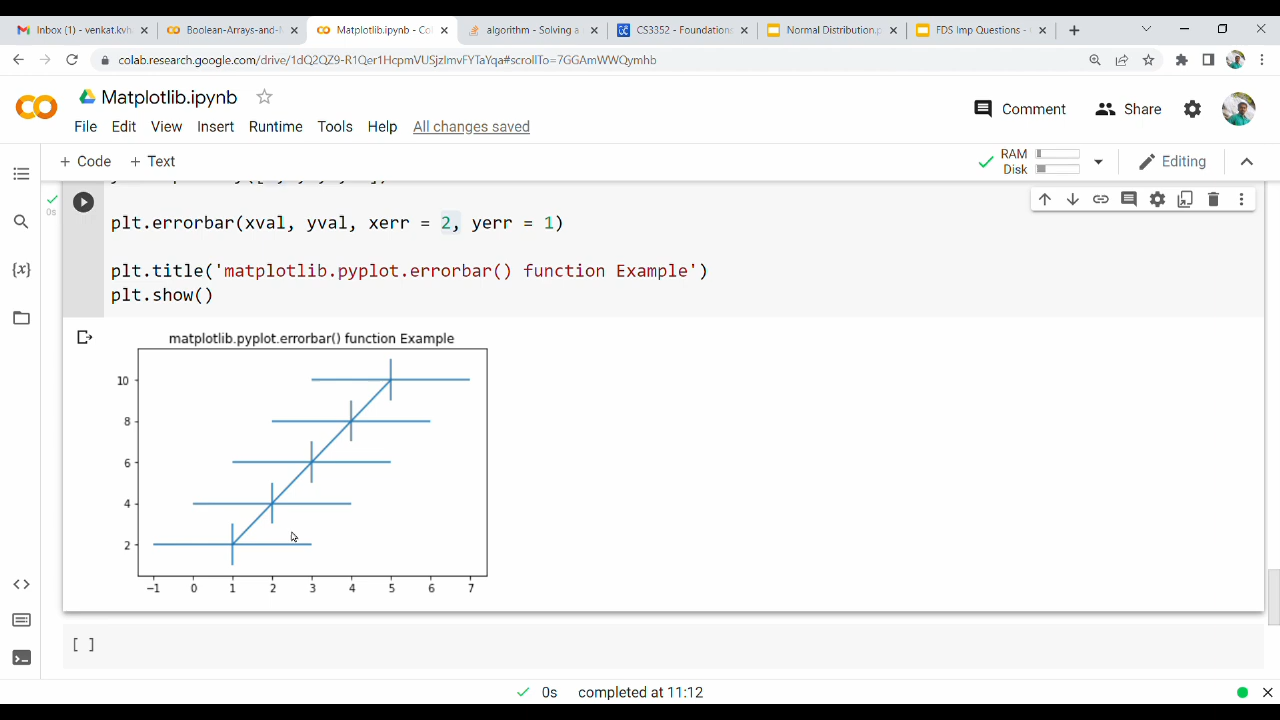 Inbox (1) - venkat.kvh
Boolean-Arrays-and-
Matplotlib.ipynb - Co
algorithm - Solving a
CS3352 - Foundations
Normal Distribution.p
FDS Imp Questions -
colab.research.google.com/drive/1dQ2QZ9-R1Qer1HcpmVUSjzImvFYTaYqa#scrollTo=7GGAmWWQymhb
Matplotlib.ipynb
Comment
Share
File Edit View Insert Runtime Tools Help All changes saved
+ Code + Text
RAM
Disk
Editing
0s
plt.errorbar(xval, yval, xerr = 2, yerr = 1)
{x}
plt.title('matplotlib.pyplot.errorbar() function Example')
plt.show()
matplotlib.pyplot.errorbar() function Example
10
8
6
4
2
−1 0 1 2 3 4 5 6 7
[ ]
0s completed at 11:12